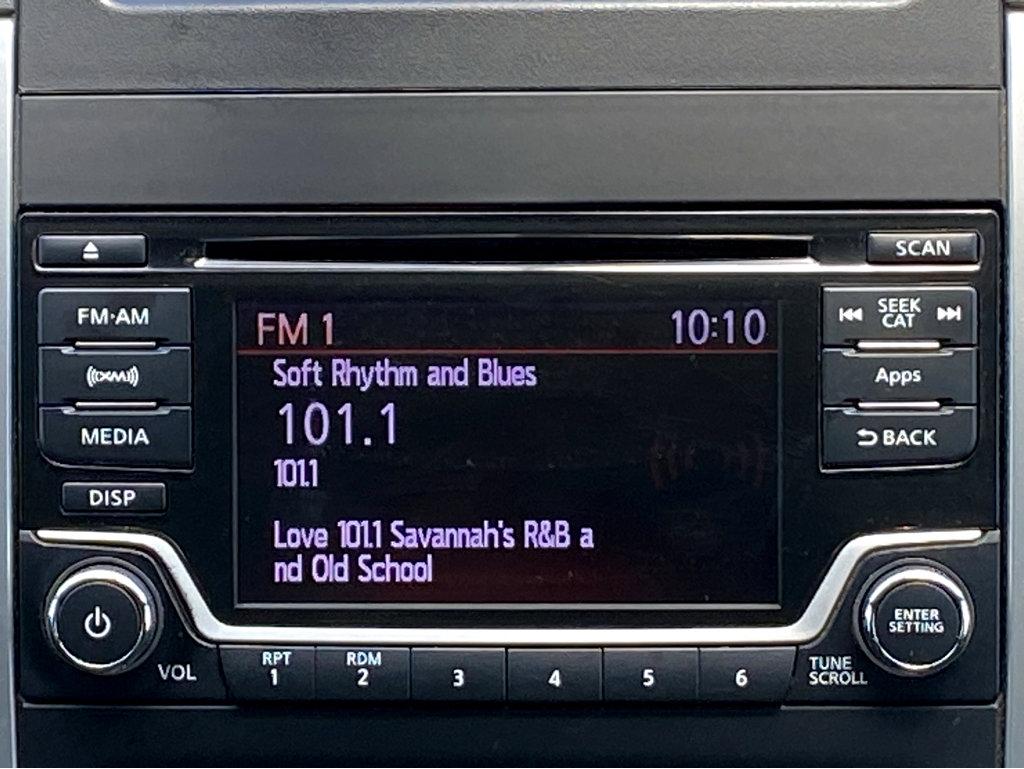 SCAN
FM·AM
SEEK
CAT
FM 1
10:10
Soft Rhythm and Blues
((XM))
Apps
101.1
MEDIA
BACK
101.1
DISP
Love 101.1 Savannah's R&B a
nd Old School
ENTER
SETTING
VOL
RPT
1
RDM
2
3
4
5
6
TUNE
SCROLL